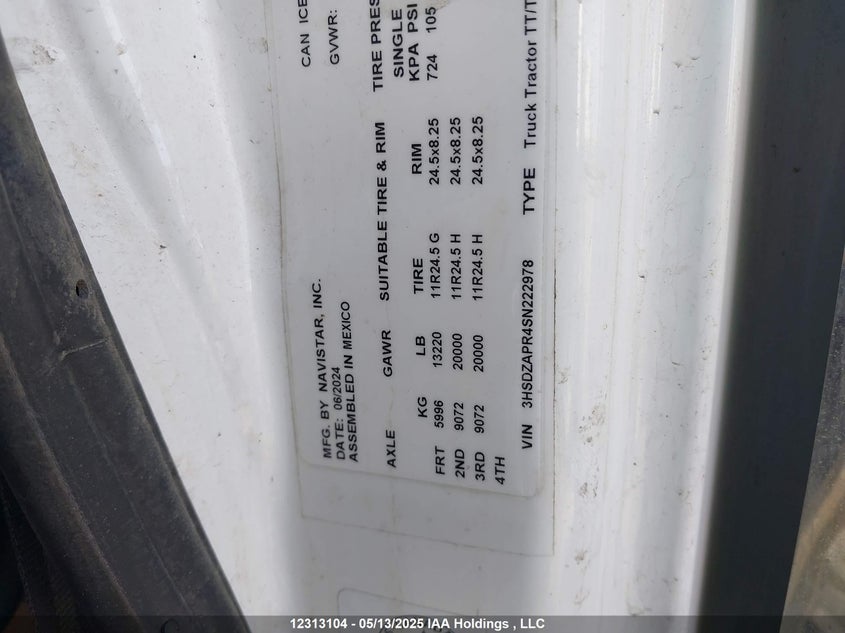 MFG. BY NAVISTAR, INC.
DATE: 06/2024
ASSEMBLED IN MEXICO
CAN ICE
GVWR:
AXLE GAWR SUITABLE TIRE & RIM TIRE PRES
SINGLE
KG LB TIRE RIM KPA PSI
FRT 5996 13220 11R24.5 G 24.5x8.25 724 105
2ND 9072 20000 11R24.5 H 24.5x8.25
3RD 9072 20000 11R24.5 H 24.5x8.25
4TH
VIN 3HSDZAPR4SN222978 TYPE Truck Tractor TT/T
12313104 - 05/13/2025 IAA Holdings , LLC